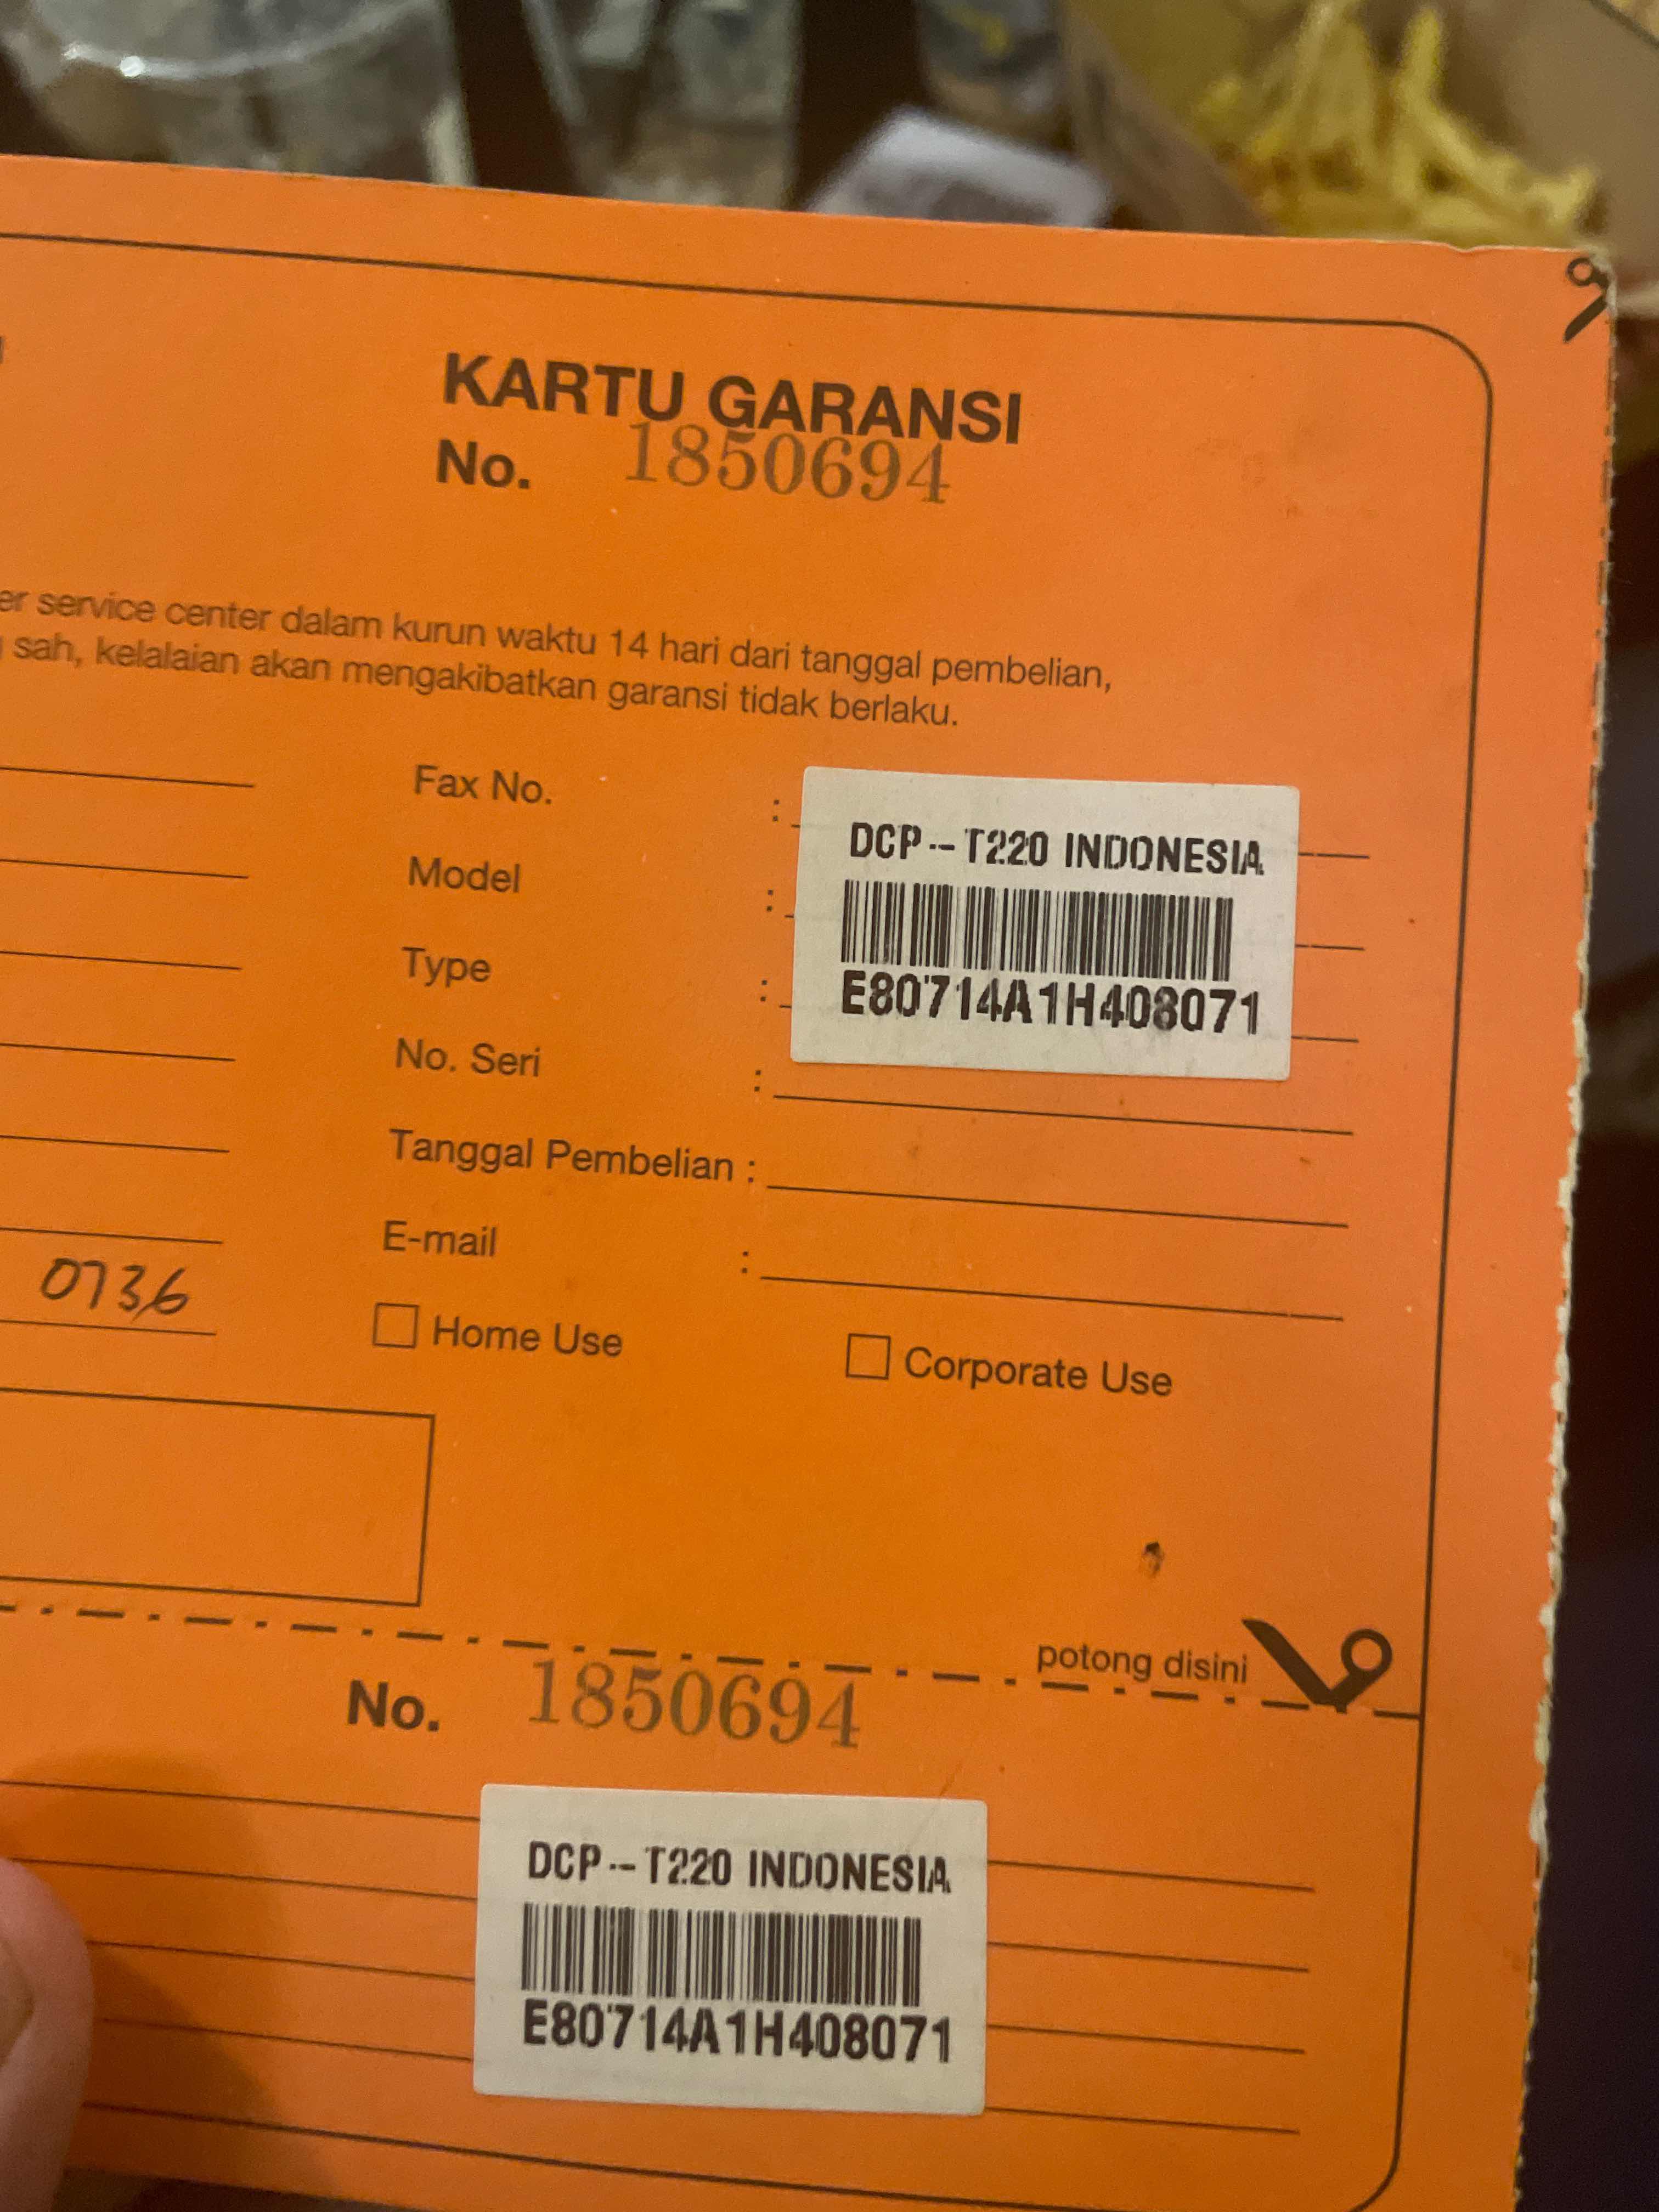 KARTU GARANSI
No. 1850694
service center dalam kurun waktu 14 hari dari tanggal pembelian,
sah, kelalaian akan mengakibatkan garansi tidak berlaku.
Fax No. :
DCP--T220 INDONESIA
Model :
Type :
E80714A1H408071
No. Seri :
Tanggal Pembelian :
E-mail :
0736
Home Use
Corporate Use
potong disini
No. 1850694
DCP--T220 INDONESIA
E80714A1H408071